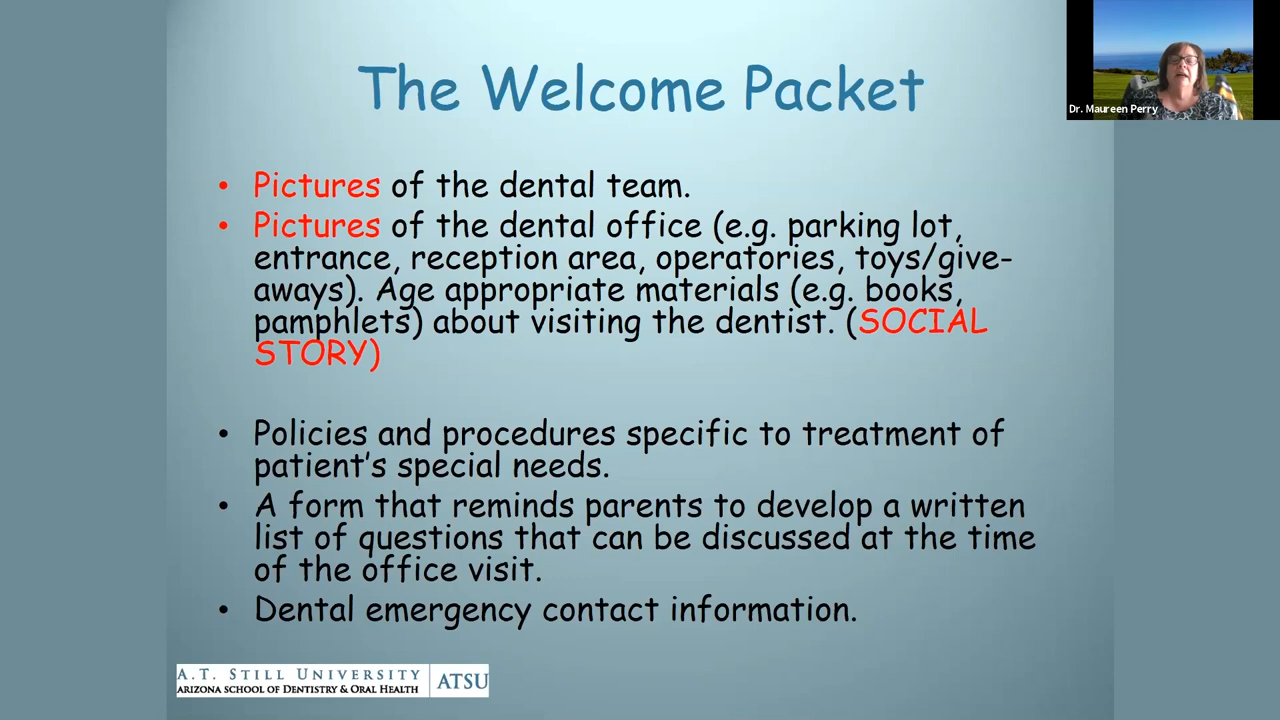 The Welcome Packet
Dr. Maureen Perry
• Pictures of the dental team.
• Pictures of the dental office (e.g. parking lot,
entrance, reception area, operatories, toys/give-
aways). Age appropriate materials (e.g. books,
pamphlets) about visiting the dentist. (SOCIAL
STORY)
• Policies and procedures specific to treatment of
patient's special needs.
• A form that reminds parents to develop a written
list of questions that can be discussed at the time
of the office visit.
• Dental emergency contact information.
A.T. STILL UNIVERSITY
ARIZONA SCHOOL OF DENTISTRY & ORAL HEALTH
ATSU